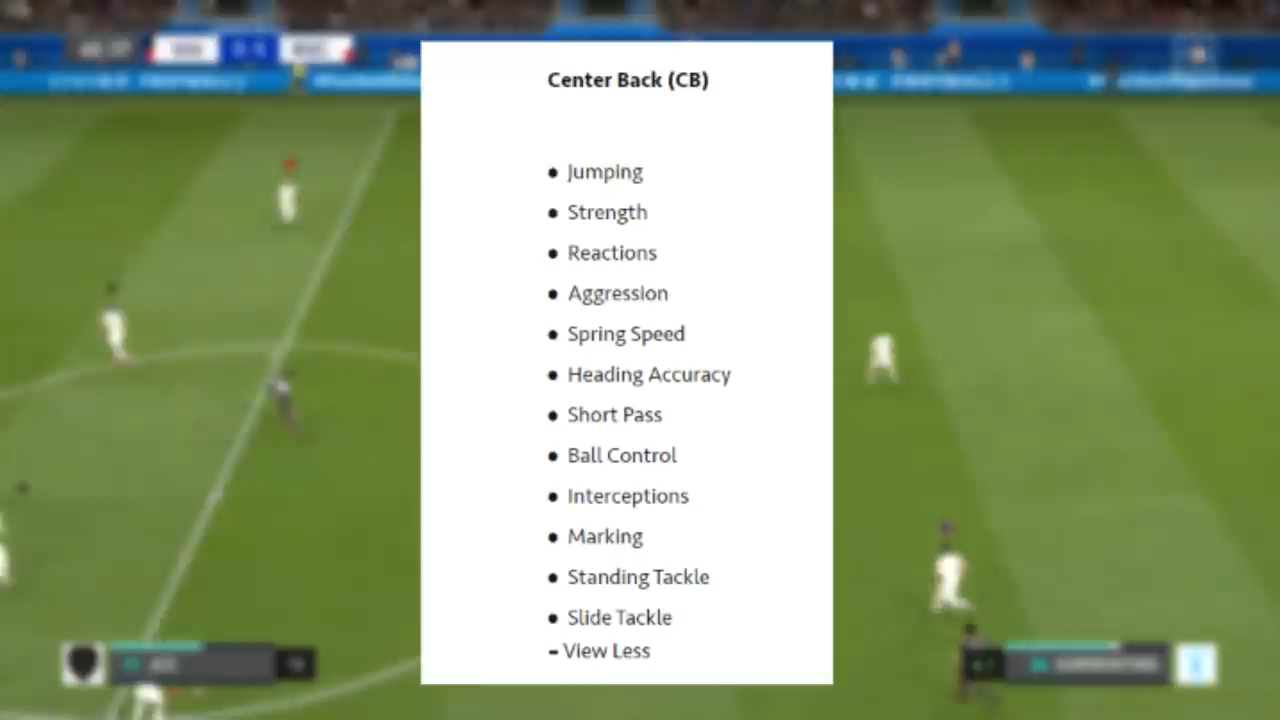 Center Back (CB)
● Jumping
● Strength
● Reactions
● Aggression
● Spring Speed
● Heading Accuracy
● Short Pass
● Ball Control
● Interceptions
● Marking
● Standing Tackle
● Slide Tackle
– View Less